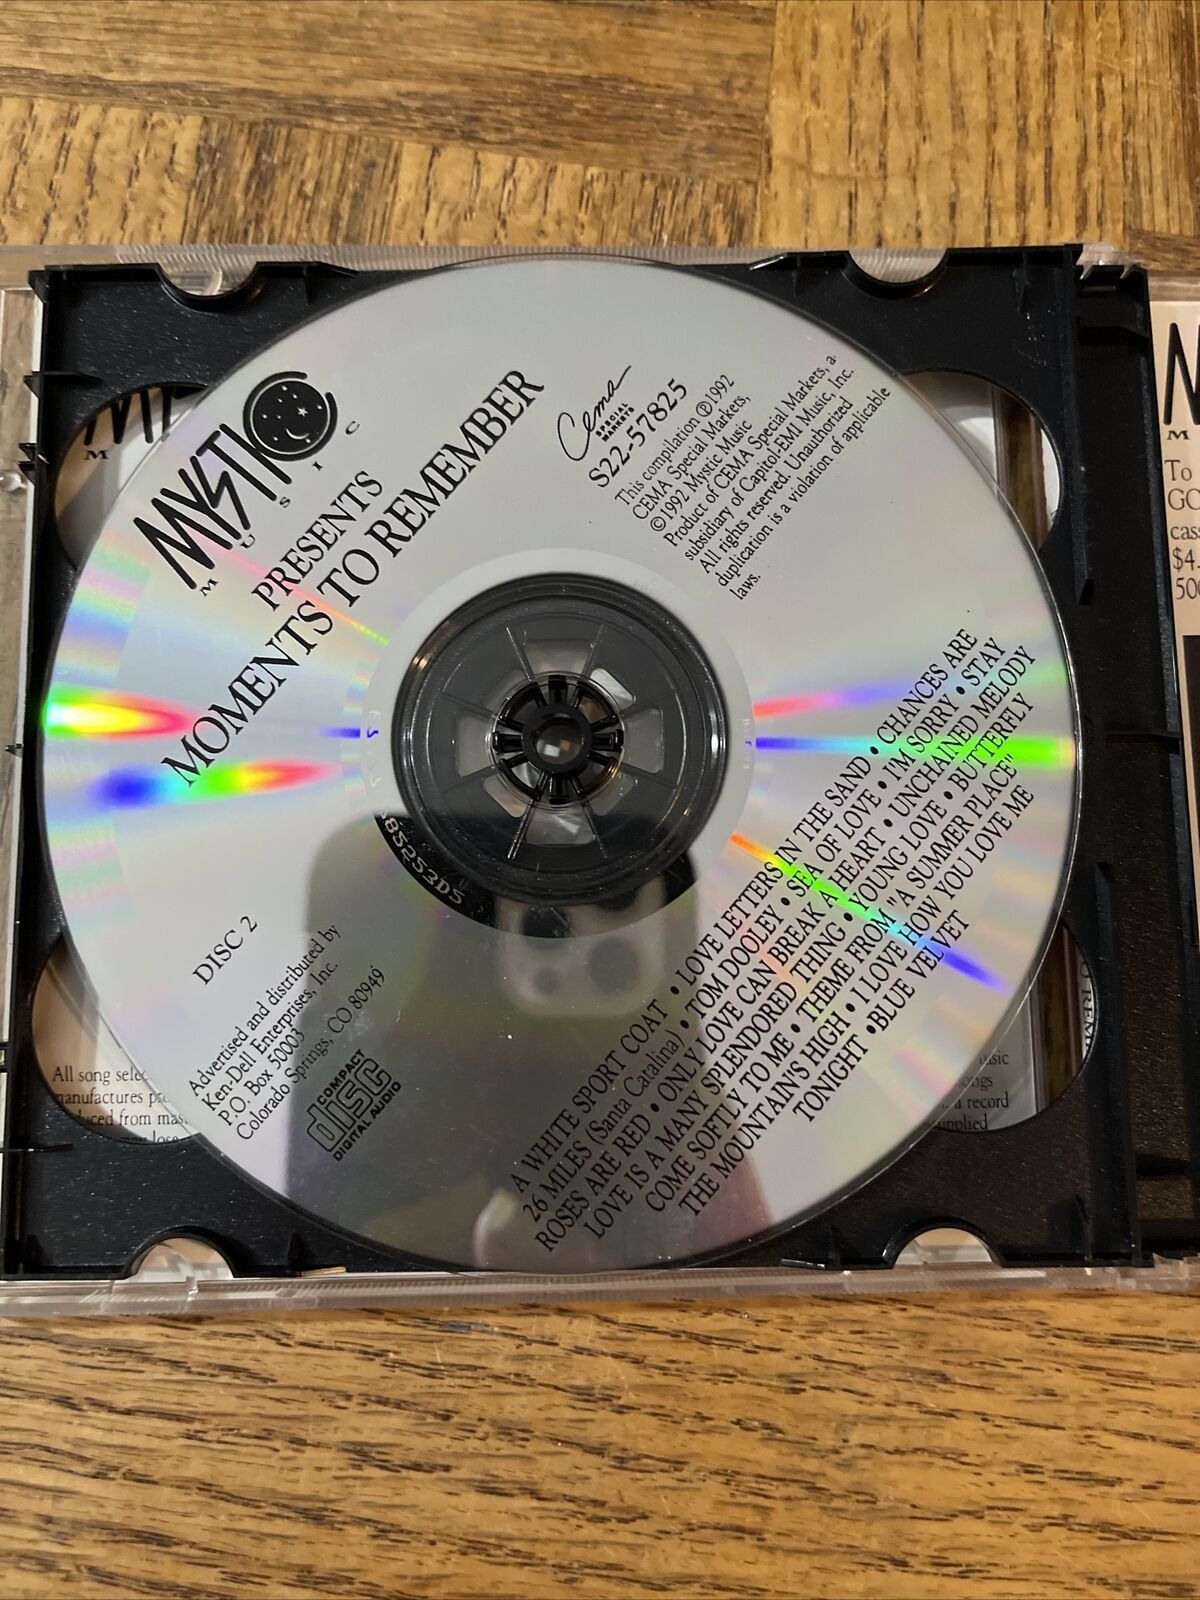 MYSTIC
MUSIC
PRESENTS
MOMENTS TO REMEMBER
Cema
SPECIAL
MARKETS
S22-57825
This compilation ℗1992
CEMA Special Markets,
©1992 Mystic Music
Product of CEMA Special Markets, a
subsidiary of Capitol-EMI Music, Inc.
All rights reserved. Unauthorized
duplication is a violation of applicable
laws.
DISC 2
Advertised and distributed by
Ken-Dell Enterprises, Inc.
P.O. Box 50003
Colorado Springs, CO 80949
COMPACT
disc
DIGITAL AUDIO
A WHITE SPORT COAT • LOVE LETTERS IN THE SAND • CHANCES ARE
26 MILES (Santa Catalina) • TOM DOOLEY • SEA OF LOVE • I'M SORRY • STAY
ROSES ARE RED • ONLY LOVE CAN BREAK A HEART • UNCHAINED MELODY
LOVE IS A MANY SPLENDORED THING • YOUNG LOVE • BUTTERFLY
COME SOFTLY TO ME • THEME FROM "A SUMMER PLACE"
THE MOUNTAIN'S HIGH • I LOVE HOW YOU LOVE ME
TONIGHT •BLUE VELVET
All song
from
lose
a record
M
To
$4.